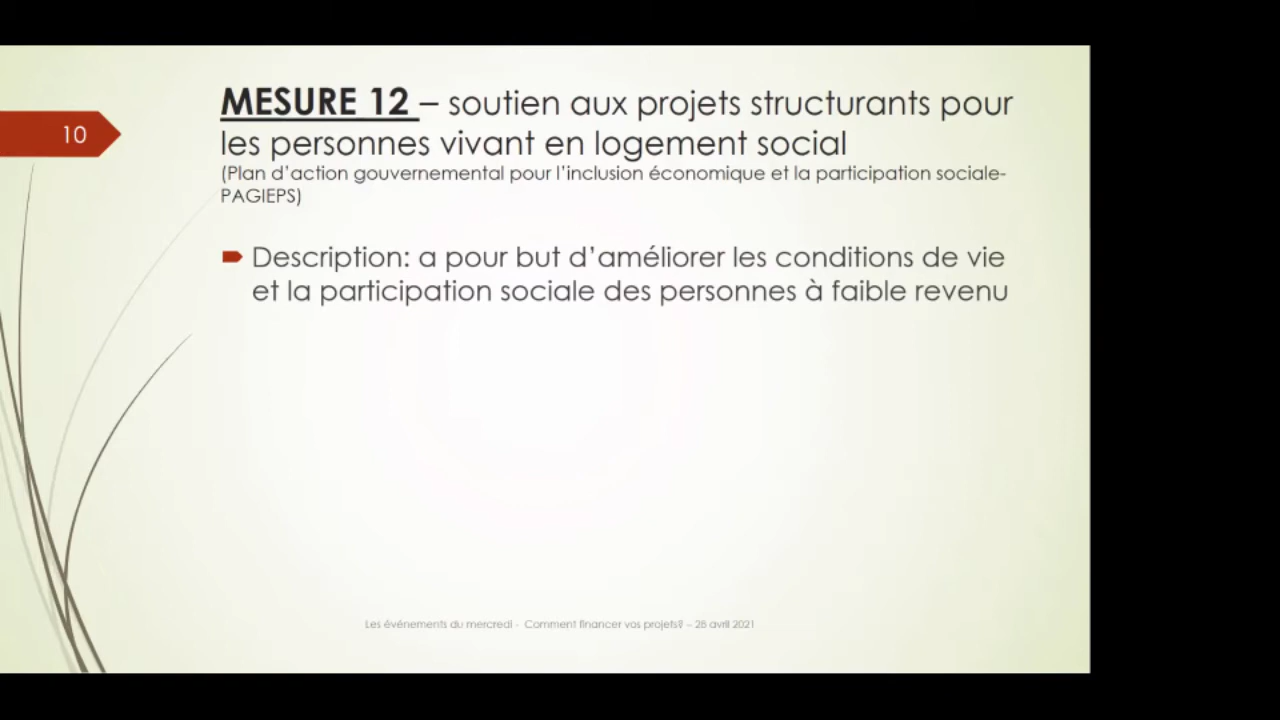 10
MESURE 12 – soutien aux projets structurants pour
les personnes vivant en logement social
(Plan d’action gouvernemental pour l’inclusion économique et la participation sociale-
PAGIEPS)
Description: a pour but d’améliorer les conditions de vie
et la participation sociale des personnes à faible revenu
Les événements du mercredi - Comment financer vos projets? – 28 avril 2021